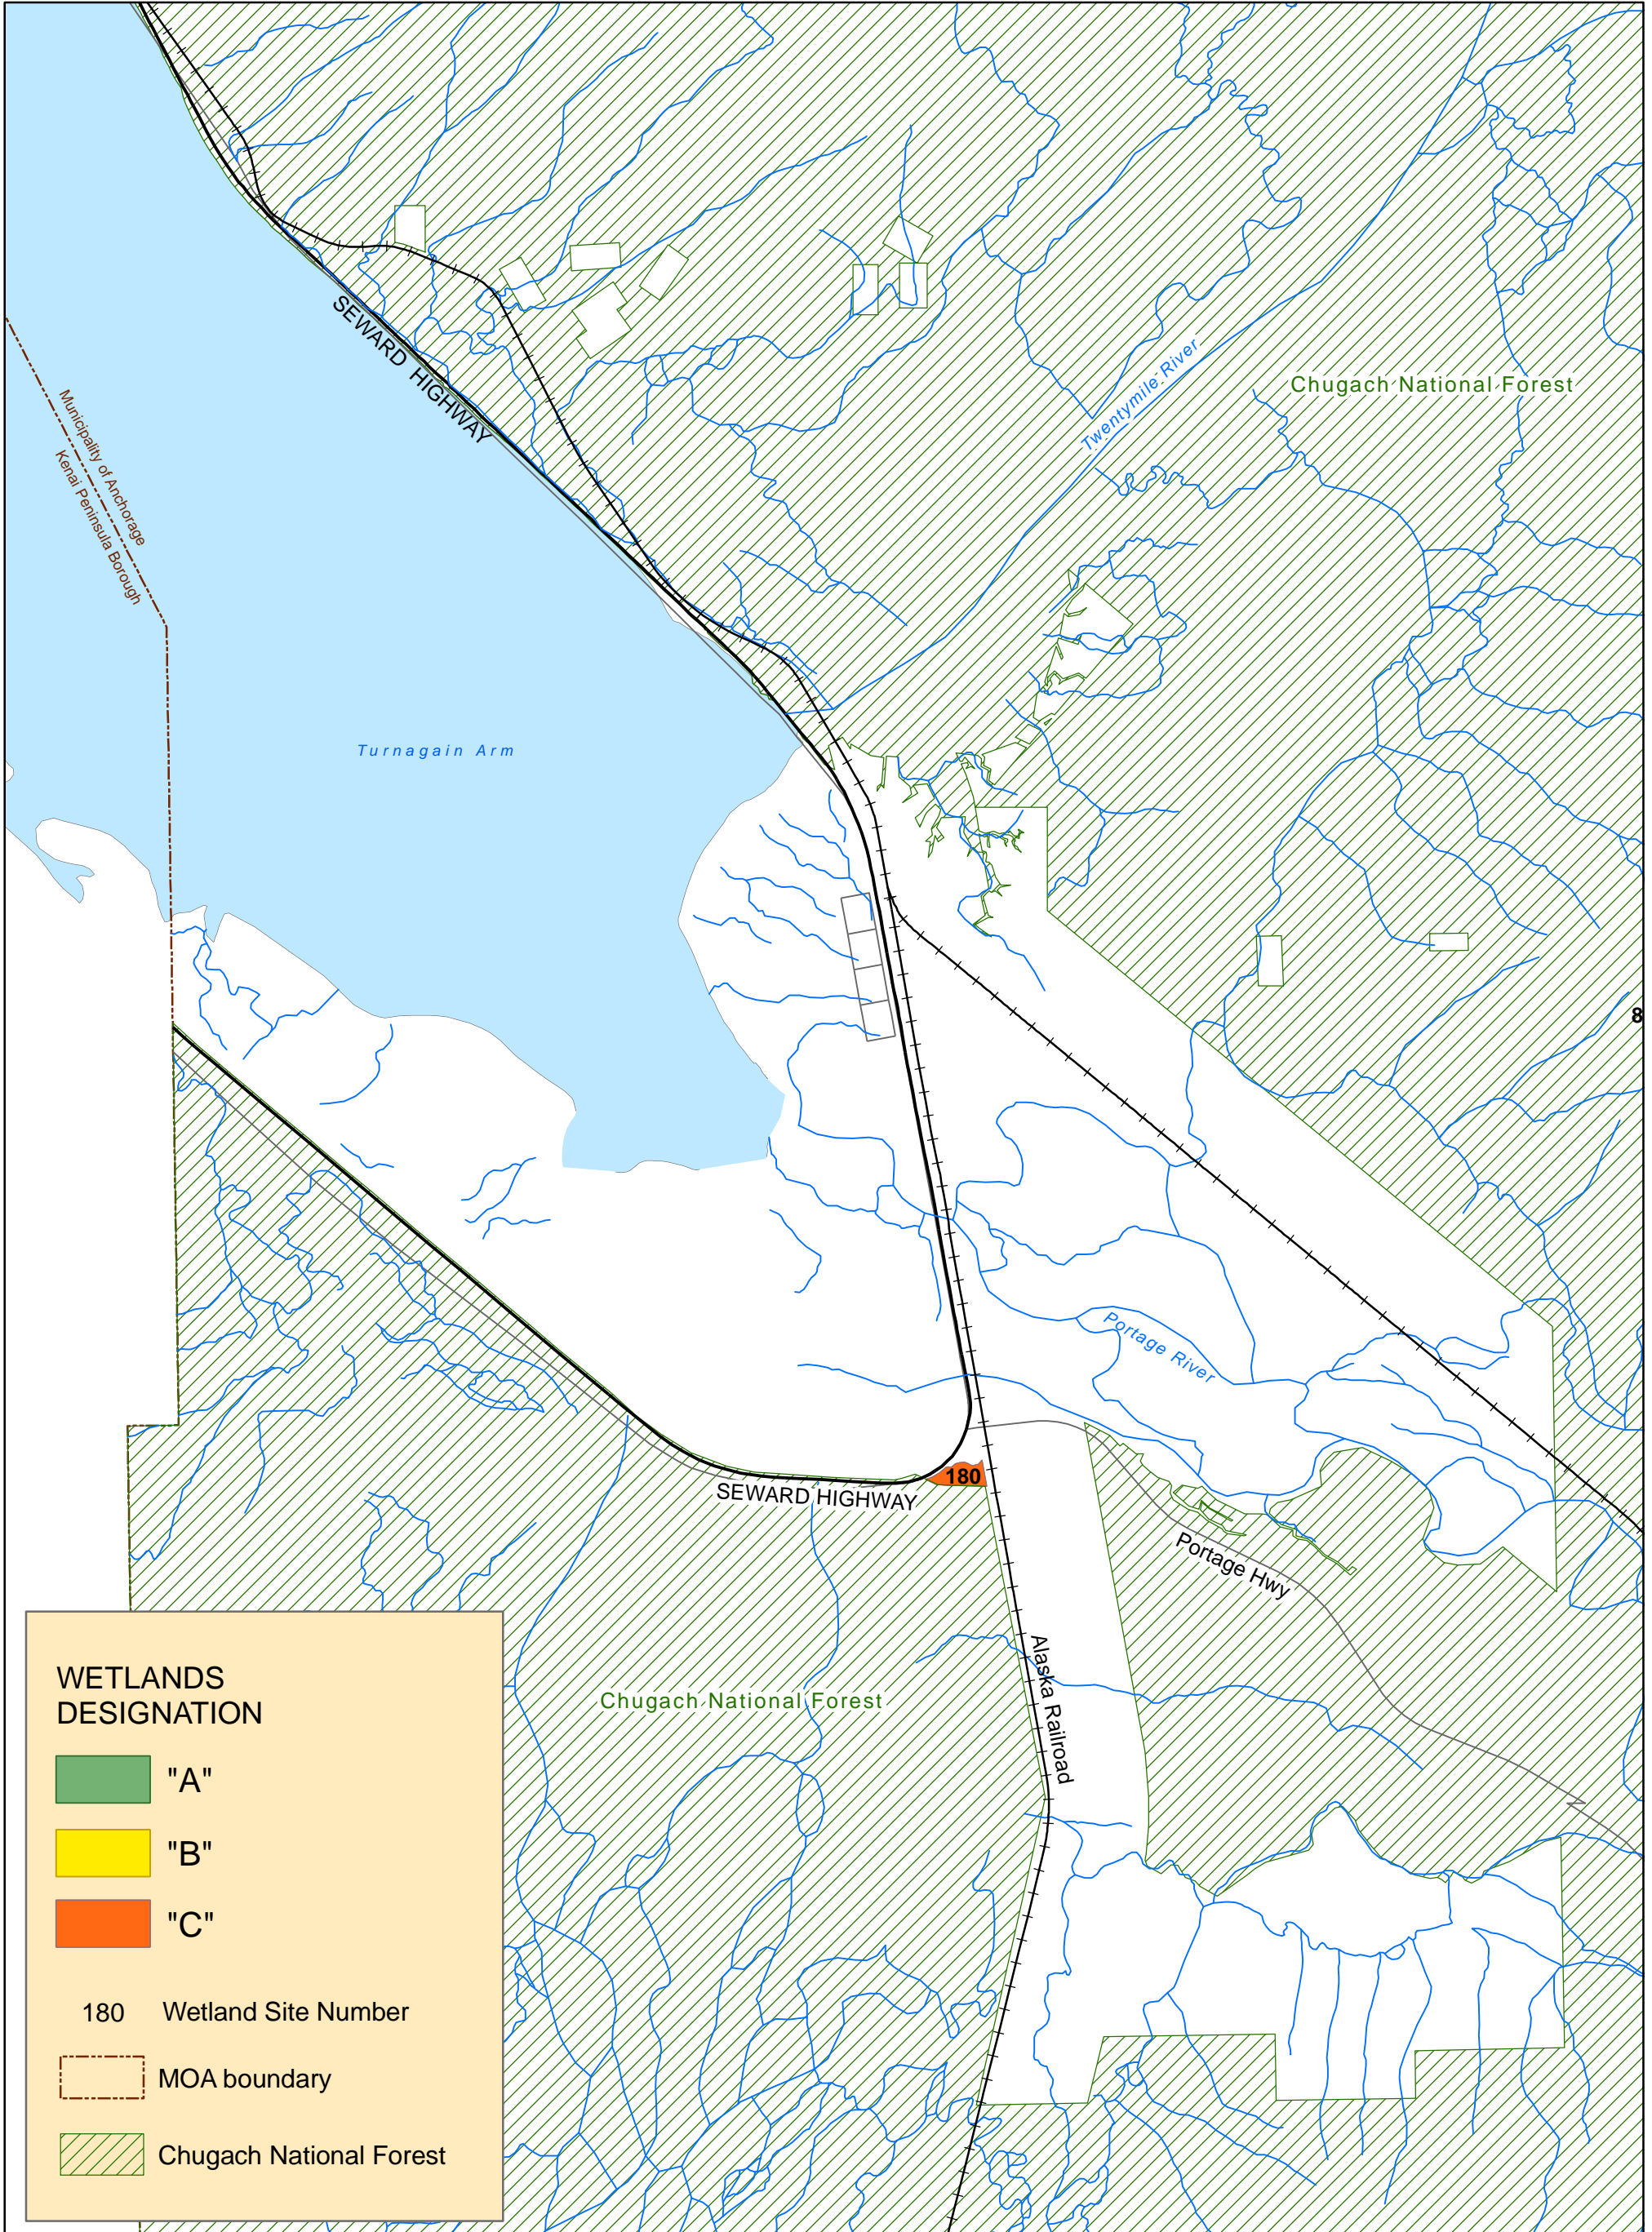 SEWARD HIGHWAY
Twentymile River
Chugach National Forest
Municipality of Anchorage
Kenai Peninsula Borough
Turnagain Arm
8
Portage River
180
SEWARD HIGHWAY
Portage Hwy
Alaska Railroad
Chugach National Forest
WETLANDS
DESIGNATION
"A"
"B"
"C"
180 Wetland Site Number
MOA boundary
Chugach National Forest